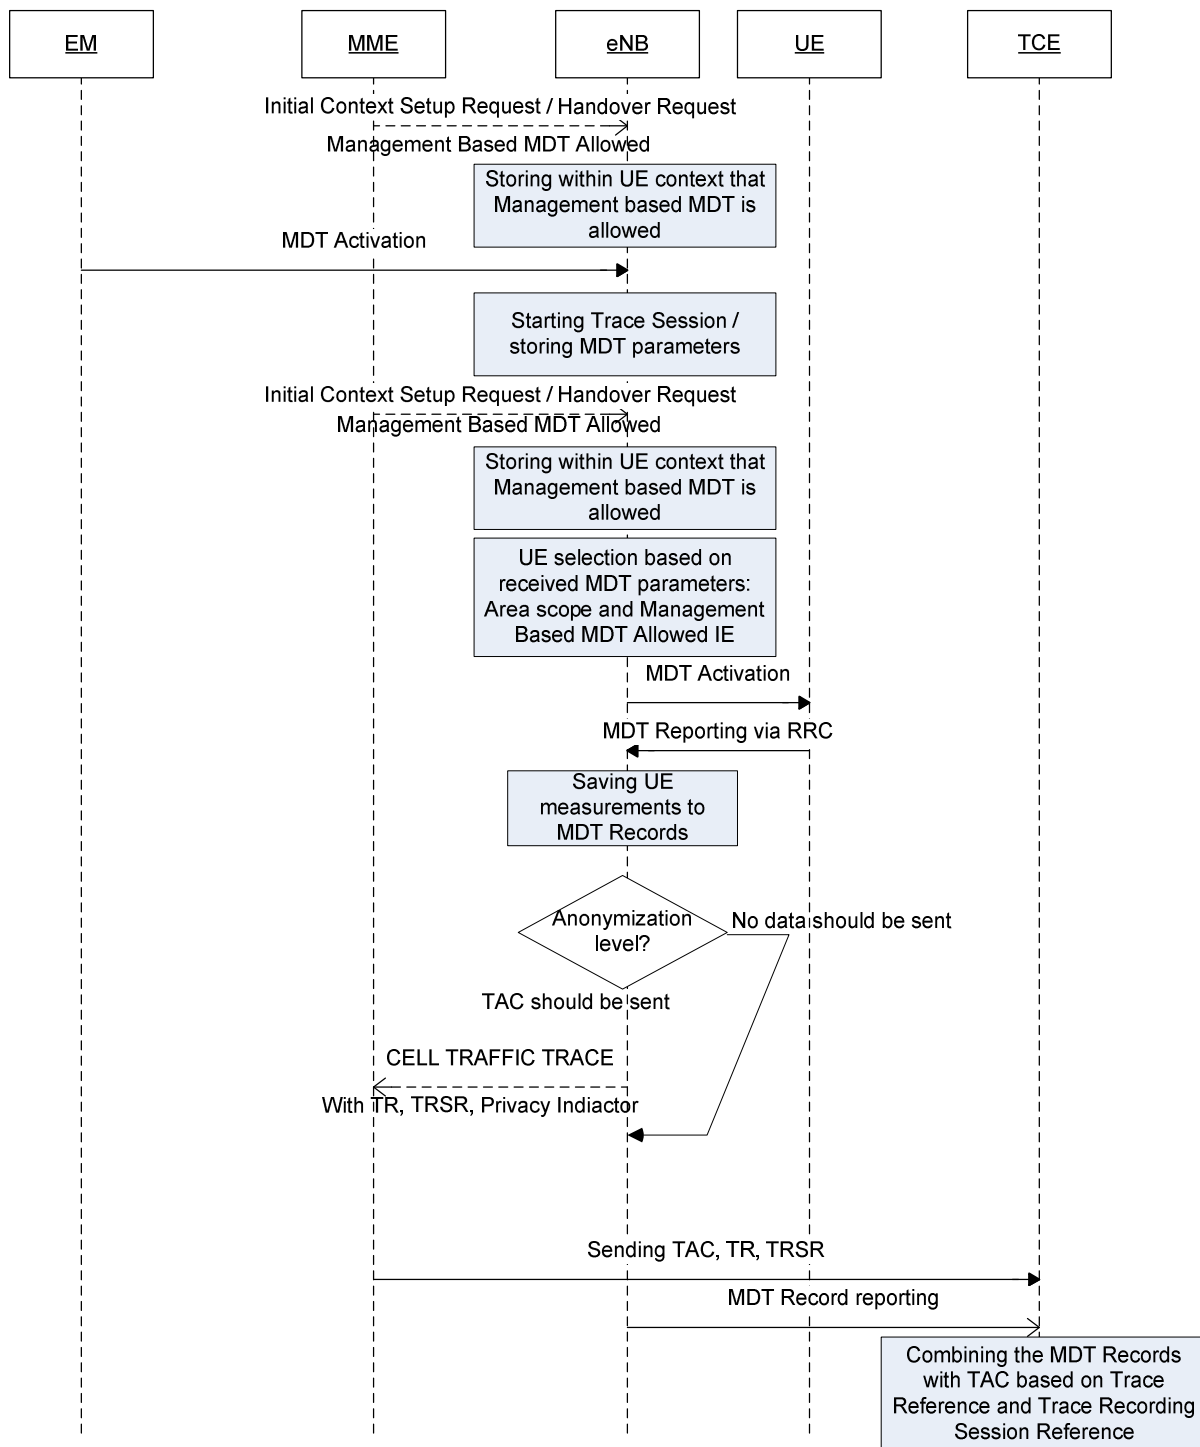 EM
MME
eNB
UE
TCE
Initial Context Setup Request / Handover Request
Management Based MDT Allowed
Storing within UE context that
Management based MDT is
allowed
MDT Activation
Starting Trace Session /
storing MDT parameters
Initial Context Setup Request / Handover Request
Management Based MDT Allowed
Storing within UE context that
Management based MDT is
allowed
UE selection based on
received MDT parameters:
Area scope and Management
Based MDT Allowed IE
MDT Activation
MDT Reporting via RRC
Saving UE
measurements to
MDT Records
Anonymization
level?
No data should be sent
TAC should be sent
CELL TRAFFIC TRACE
With TR, TRSR, Privacy Indiactor
Sending TAC, TR, TRSR
MDT Record reporting
Combining the MDT Records
with TAC based on Trace
Reference and Trace Recording
Session Reference